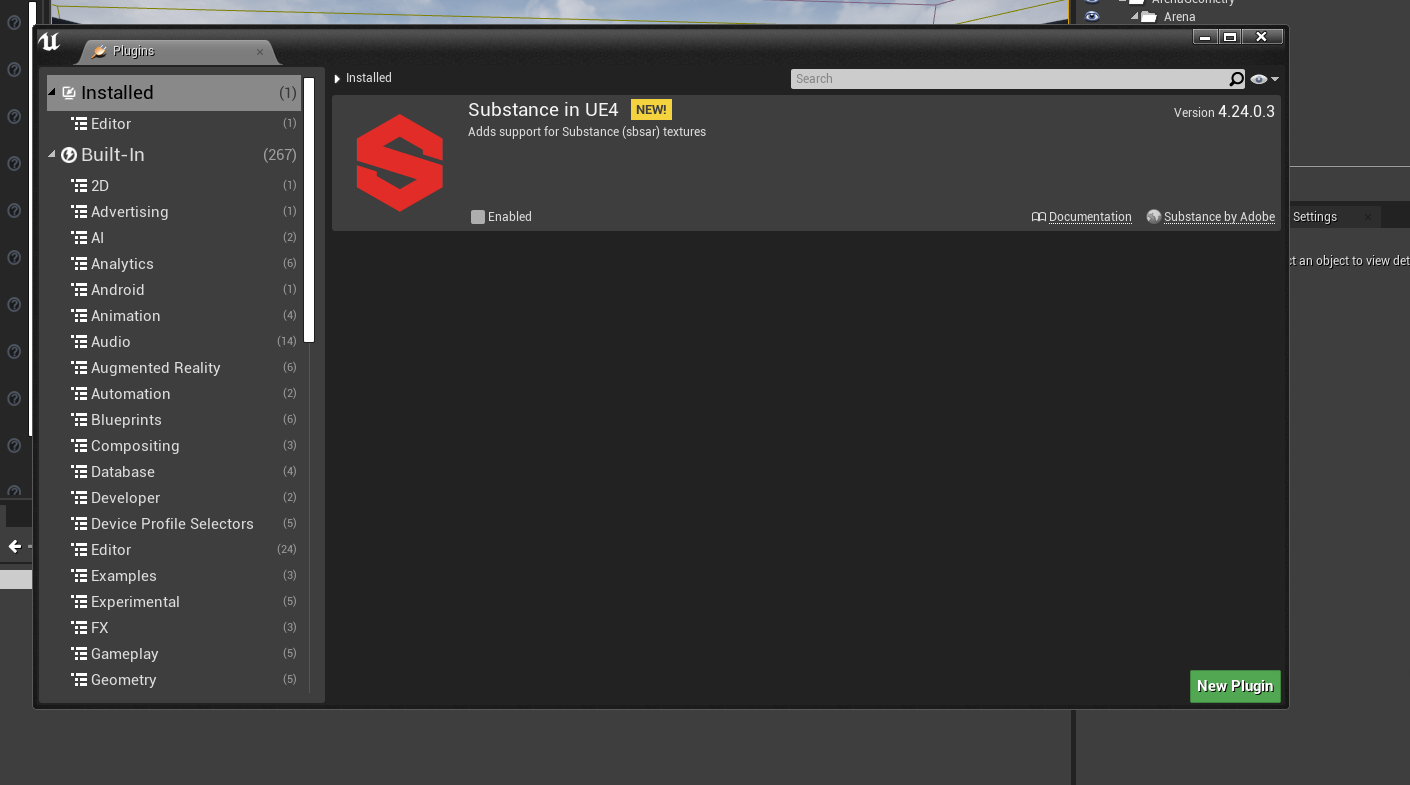 ArenaGeometry
Arena
Plugins
Installed (1)
Editor (1)
Built-In (267)
2D (1)
Advertising (1)
AI (2)
Analytics (6)
Android (1)
Animation (4)
Audio (14)
Augmented Reality (6)
Automation (2)
Blueprints (6)
Compositing (3)
Database (4)
Developer (2)
Device Profile Selectors (5)
Editor (24)
Examples (3)
Experimental (5)
FX (3)
Gameplay (5)
Geometry (5)
Installed
Search
Substance in UE4 NEW!
Version 4.24.0.3
Adds support for Substance (sbsar) textures
Enabled
Documentation
Substance by Adobe
New Plugin
Settings
ct an object to view det